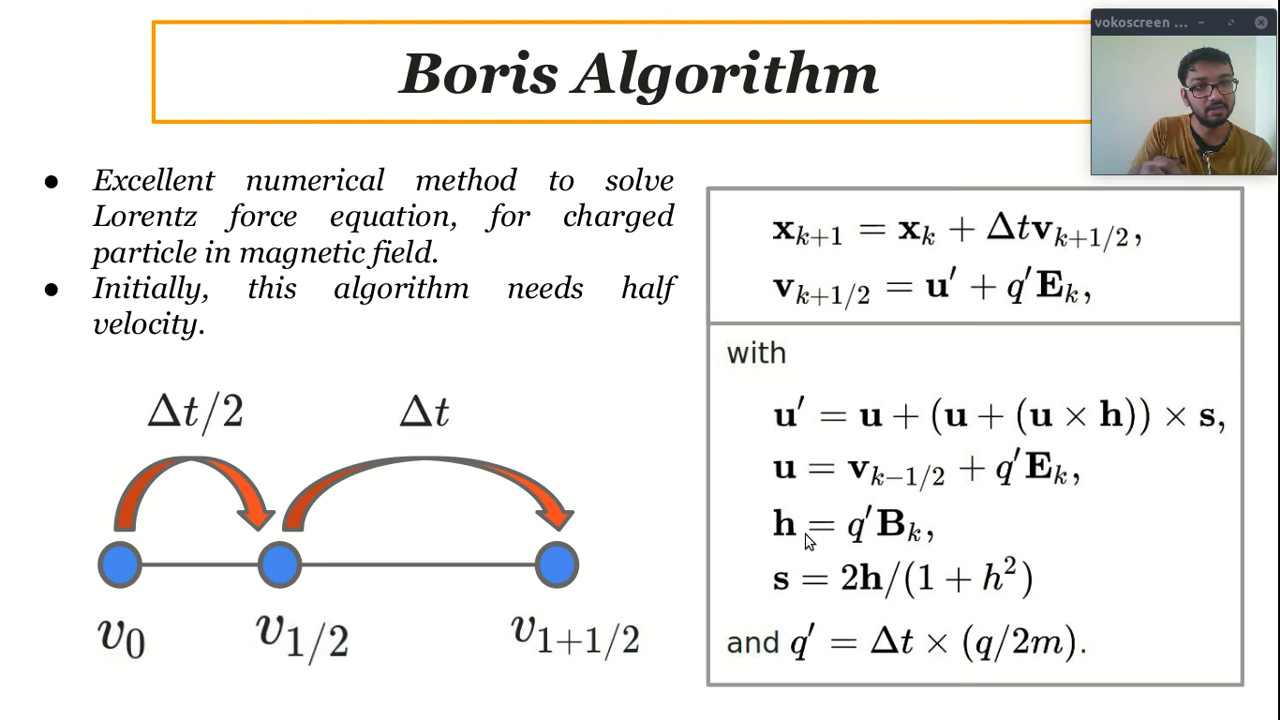 vokoscreen ...
Boris Algorithm
● Excellent numerical method to solve
Lorentz force equation, for charged
particle in magnetic field.
● Initially, this algorithm needs half
velocity.
Δt/2
Δt
v₀
v₁/₂
v₁₊₁/₂
𝐱ₖ₊₁ = 𝐱ₖ + Δt𝐯ₖ₊₁/₂,
𝐯ₖ₊₁/₂ = 𝐮′ + q′𝐄ₖ,
with
𝐮′ = 𝐮 + (𝐮 + (𝐮 × 𝐡)) × 𝐬,
𝐮 = 𝐯ₖ₋₁/₂ + q′𝐄ₖ,
𝐡 = q′𝐁ₖ,
𝐬 = 2𝐡/(1 + h²)
and q′ = Δt × (q/2m).